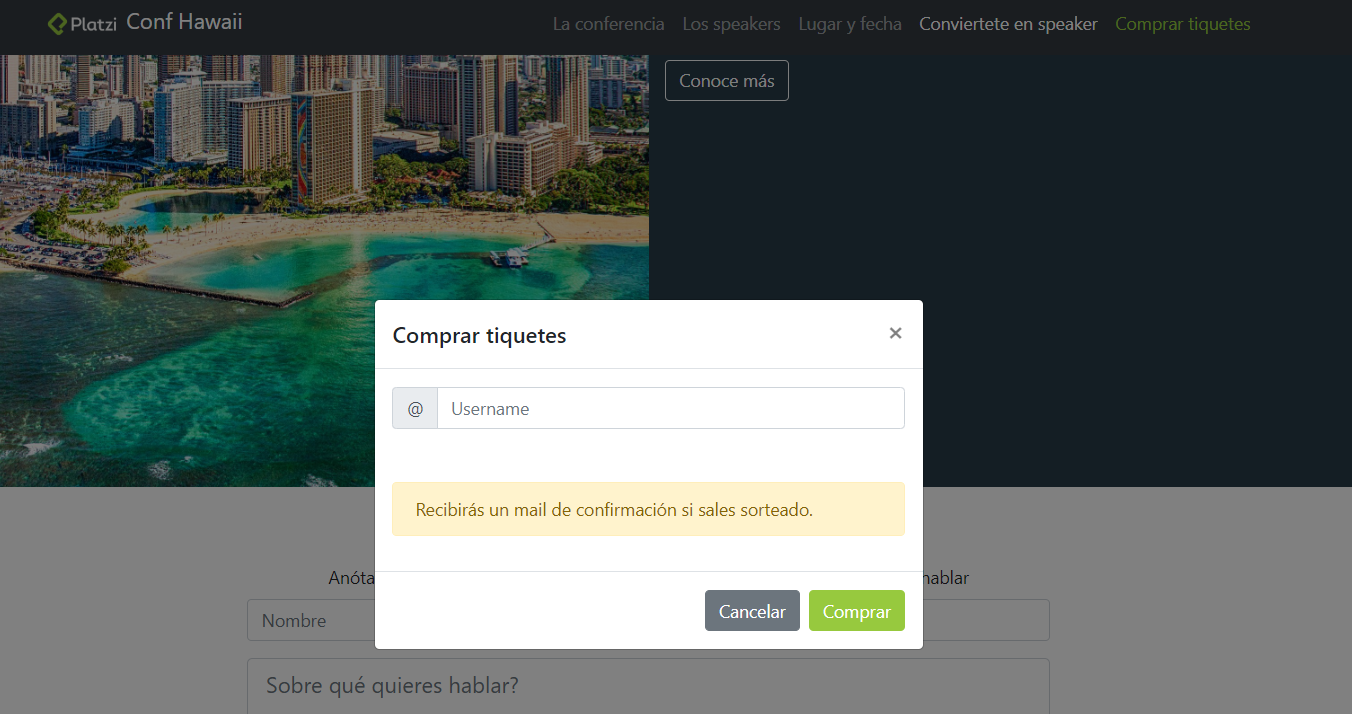 Platzi Conf Hawaii
La conferencia Los speakers Lugar y fecha Conviertete en speaker Comprar tiquetes
Conoce más
Comprar tiquetes ×
@ Username
Recibirás un mail de confirmación si sales sorteado.
Cancelar Comprar
Anóta hablar
Nombre
Sobre qué quieres hablar?